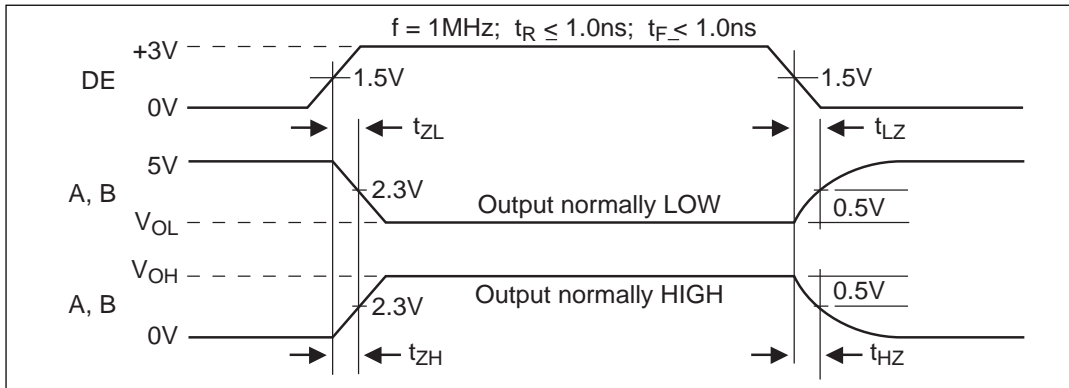 f = 1MHz; tR ≤ 1.0ns; tF ≤ 1.0ns
+3V
DE
1.5V
1.5V
0V
tZL
tLZ
5V
A, B
2.3V
Output normally LOW
0.5V
VOL
VOH
A, B
2.3V
Output normally HIGH
0.5V
0V
tZH
tHZ